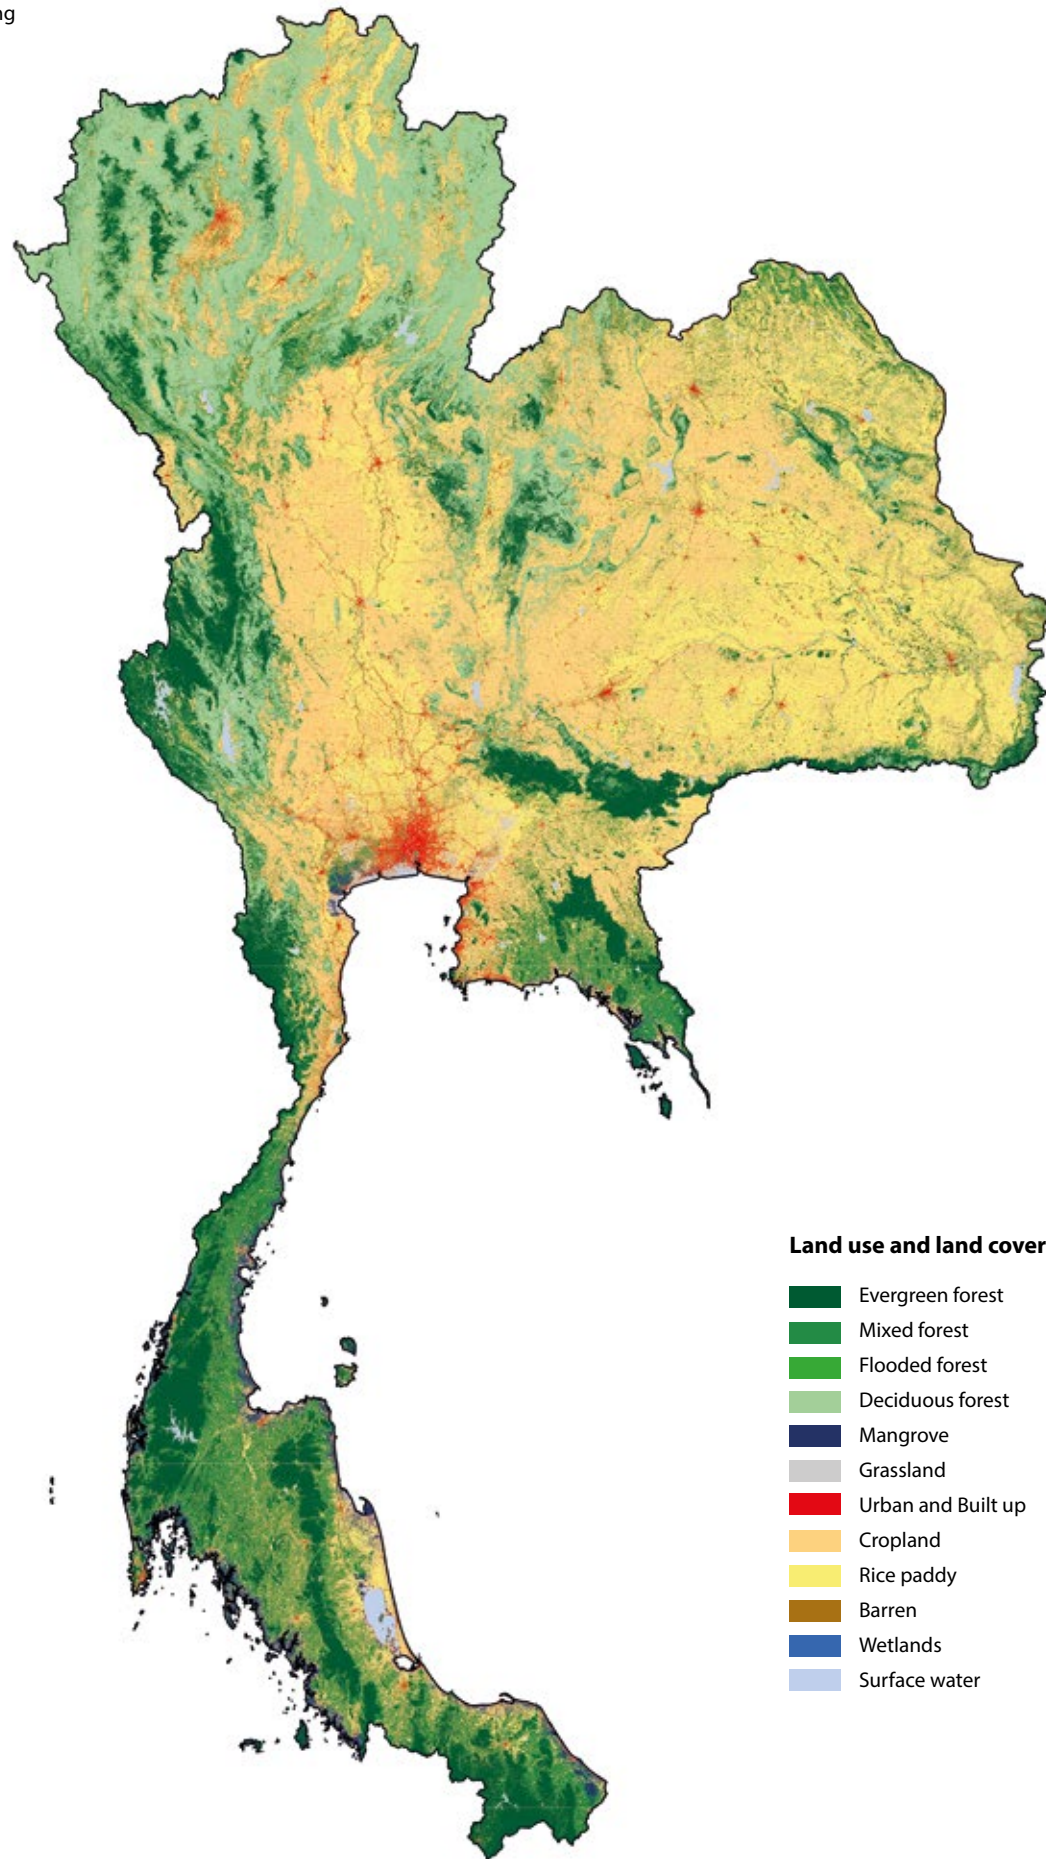 ng
Land use and land cover
Evergreen forest
Mixed forest
Flooded forest
Deciduous forest
Mangrove
Grassland
Urban and Built up
Cropland
Rice paddy
Barren
Wetlands
Surface water